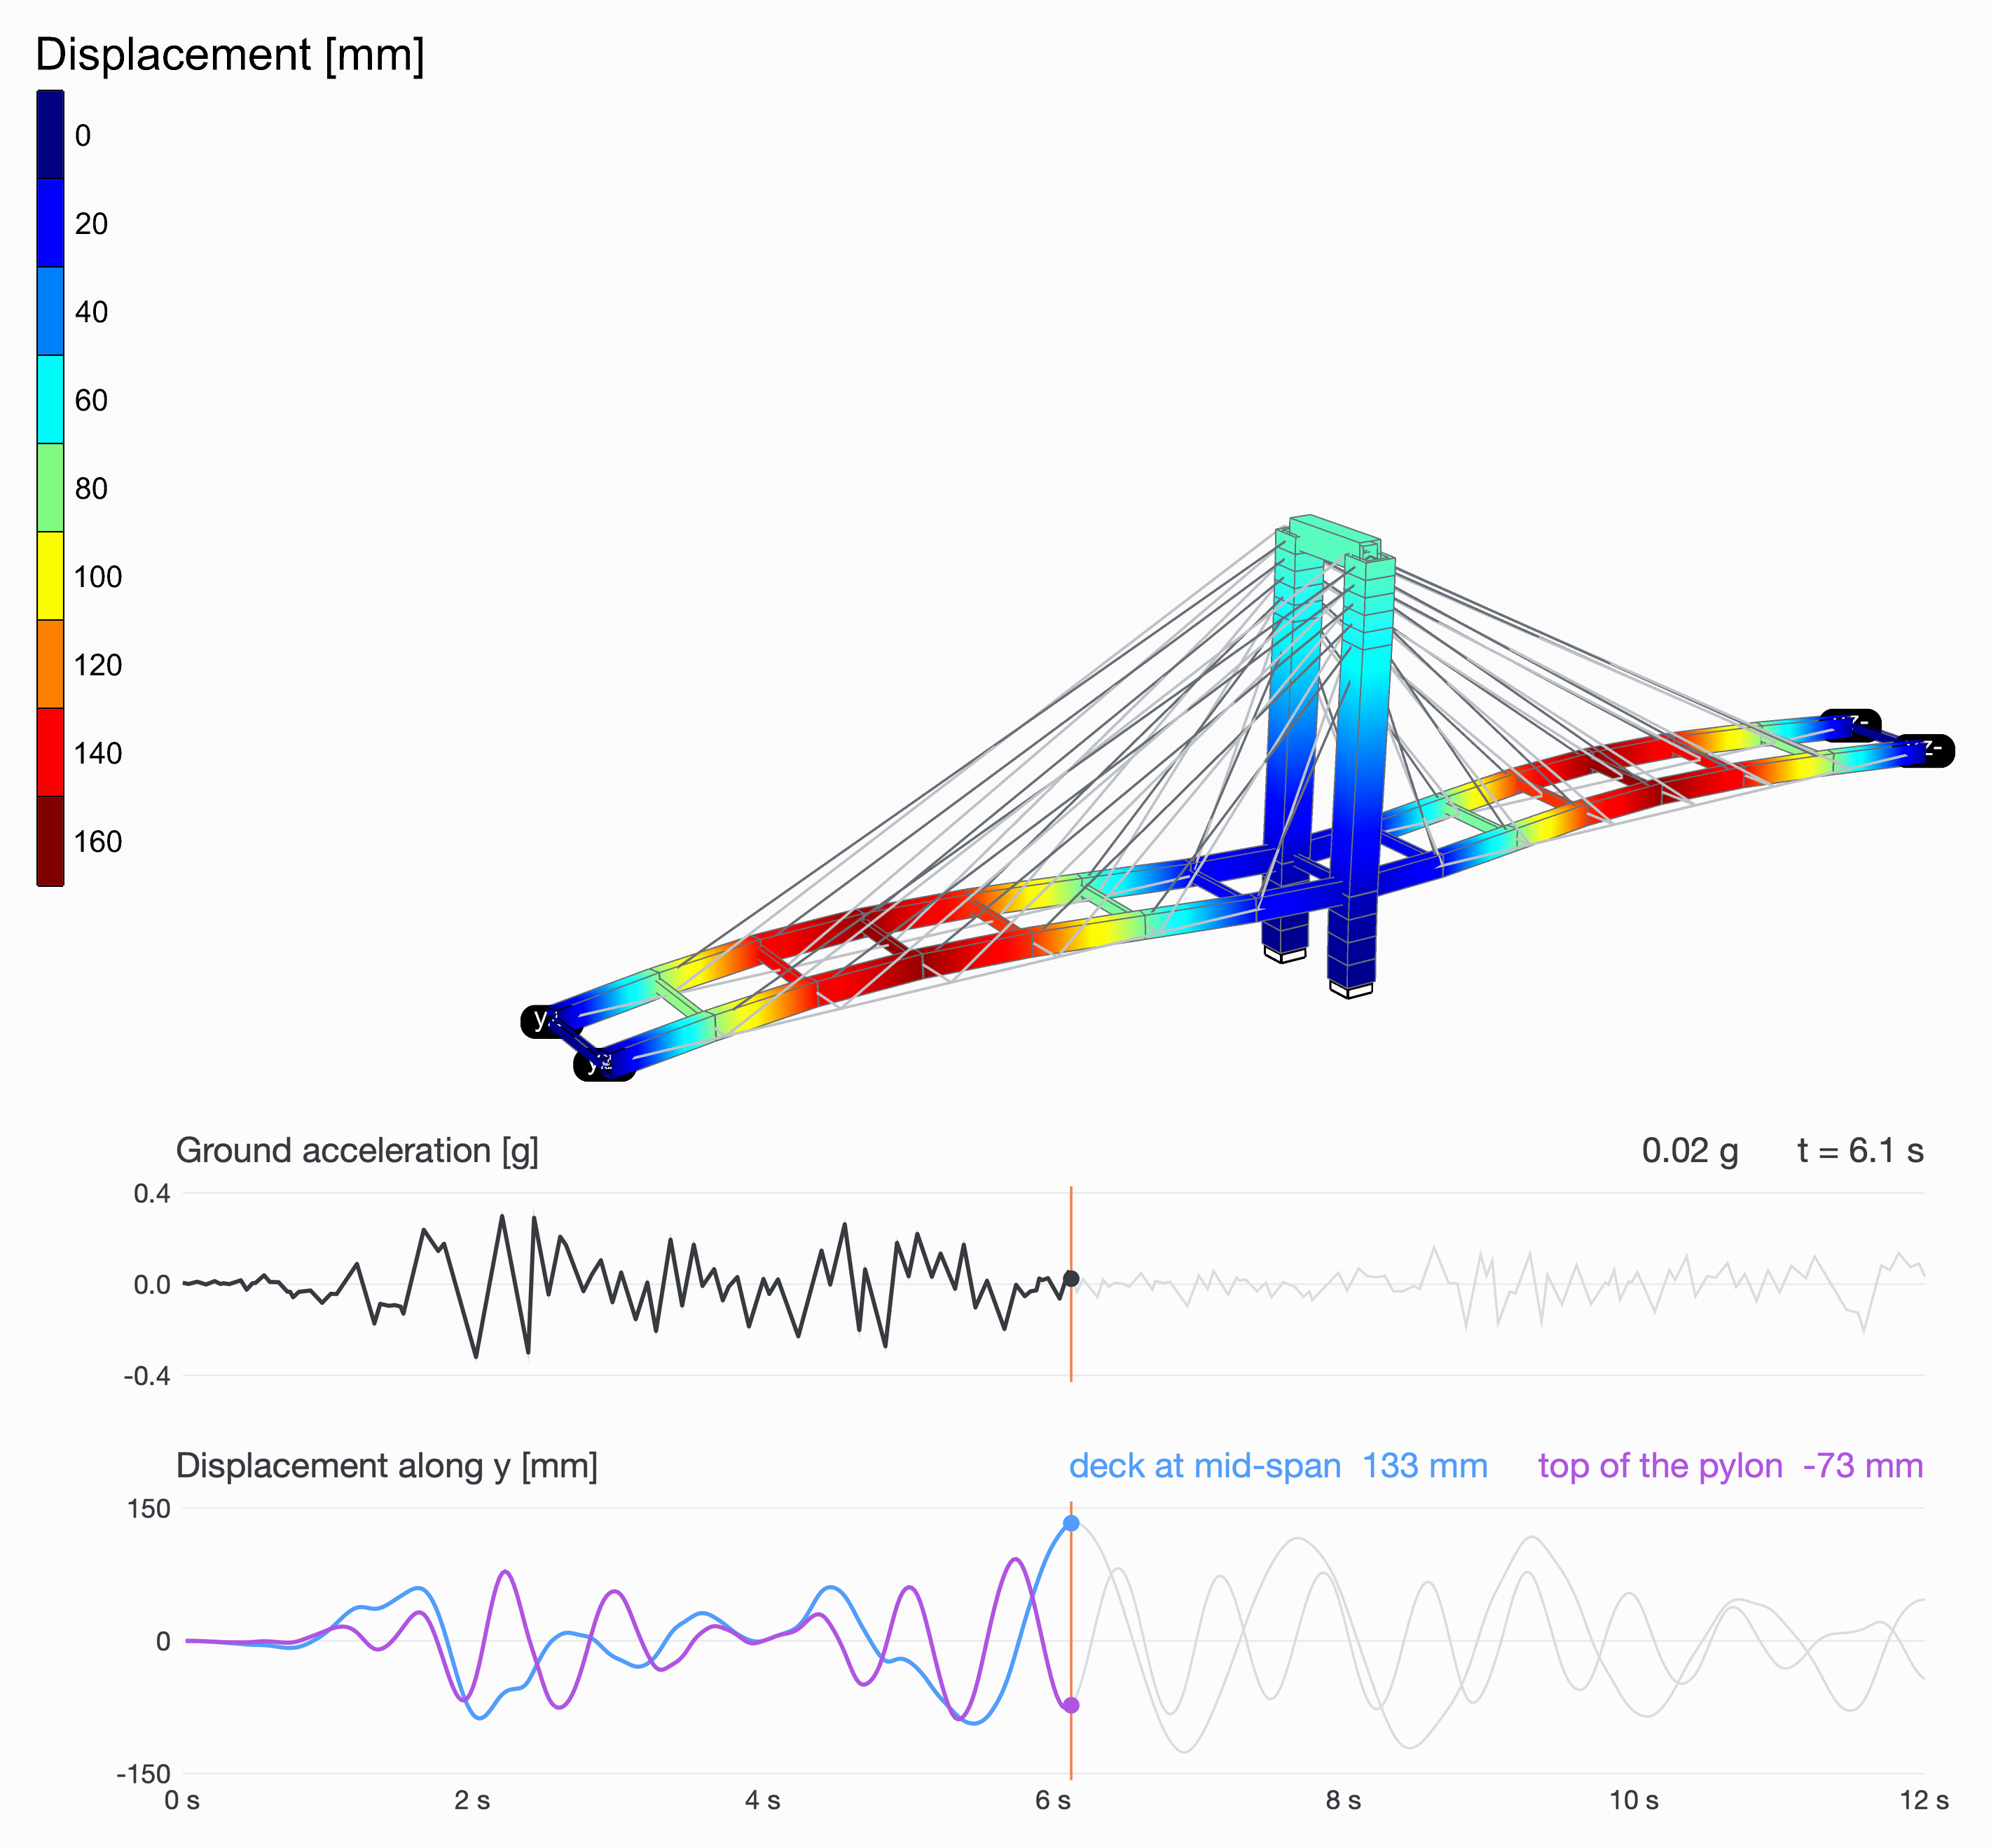 Displacement [mm]
0
20
40
60
80
100
120
140
160
Ground acceleration [g]
0.02 g
t = 6.1 s
0.4
0.0
-0.4
Displacement along y [mm]
deck at mid-span 133 mm
top of the pylon -73 mm
150
0
-150
0 s
2 s
4 s
6 s
8 s
10 s
12 s